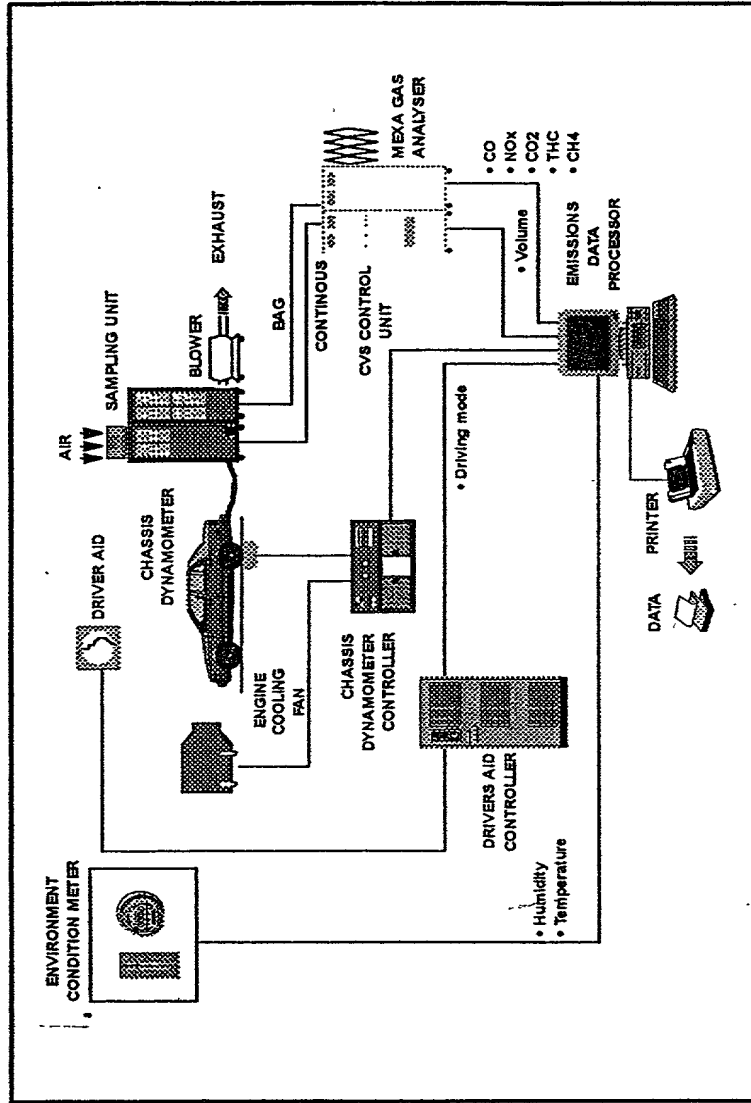 ENVIRONMENT
CONDITION METER
DRIVER AID
CHASSIS
DYNAMOMETER
AIR
SAMPLING UNIT
BLOWER
EXHAUST
ENGINE
COOLING
FAN
BAG
CONTINOUS
CVS CONTROL
UNIT
MEXA GAS
ANALYSER
CHASSIS
DYNAMOMETER
CONTROLLER
DRIVERS AID
CONTROLLER
• Driving mode
• Volume
• CO
• NOx
• CO2
• THC
• CH4
• Humidity
• Temperature
EMISSIONS
DATA
PROCESSOR
PRINTER
DATA